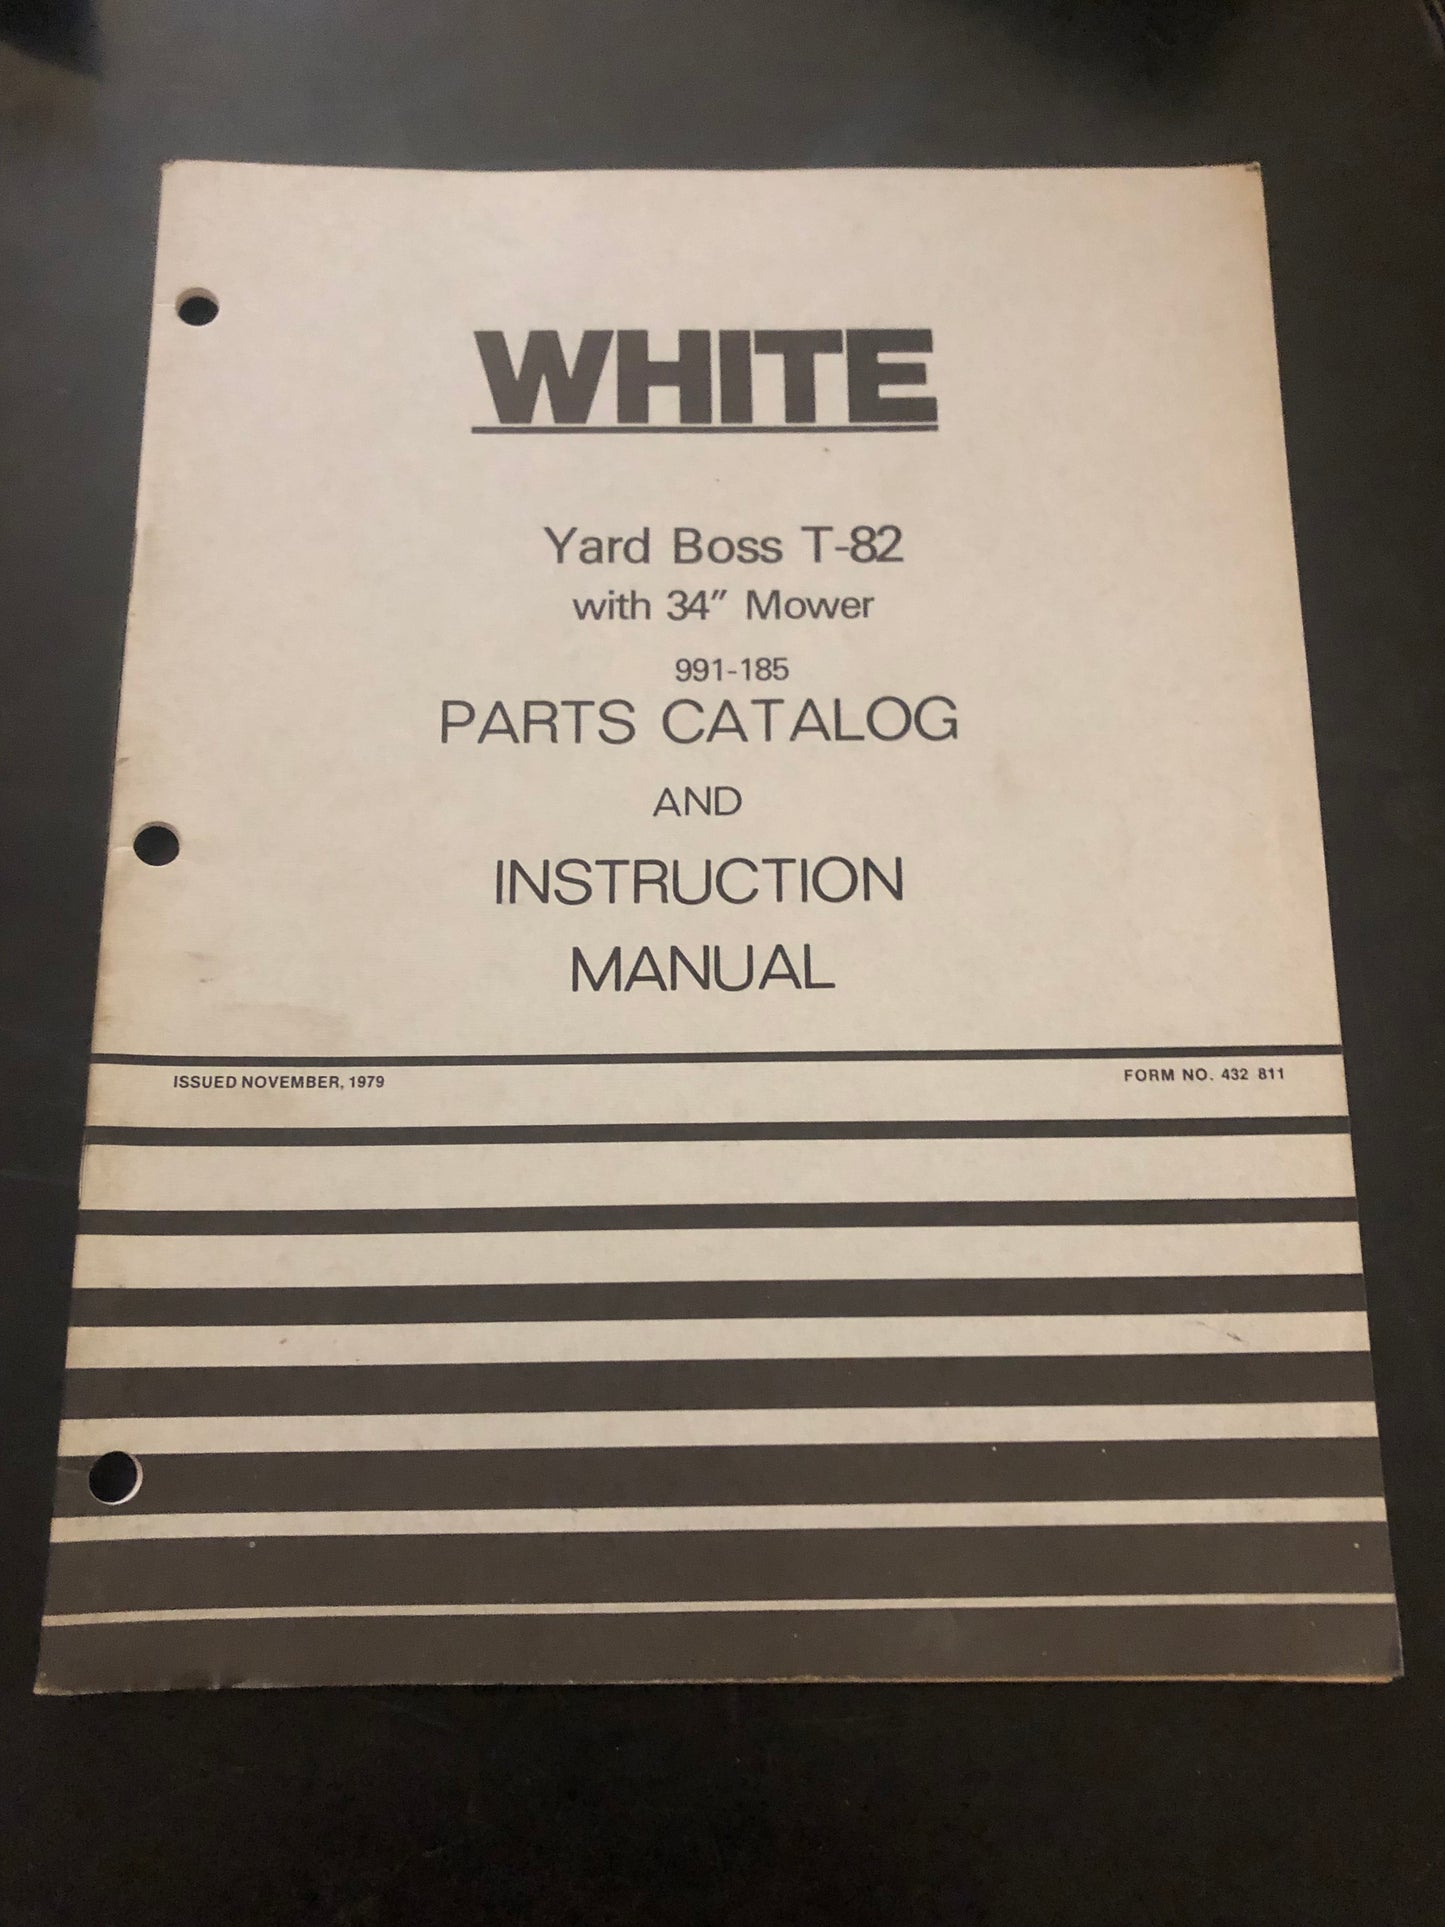 WHITE
Yard Boss T-82
with 34″ Mower
991-185
PARTS CATALOG
AND
INSTRUCTION
MANUAL
ISSUED NOVEMBER, 1979
FORM NO. 432 811